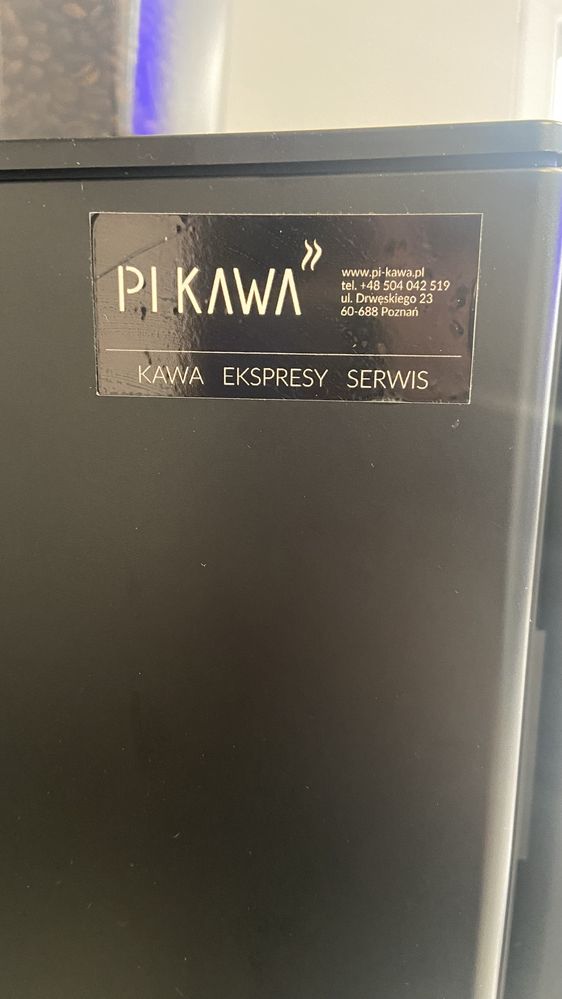 PI KAWA
www.pi-kawa.pl
tel. +48 504 042 519
ul. Drwęskiego 23
60-688 Poznań
KAWA EKSPRESY SERWIS